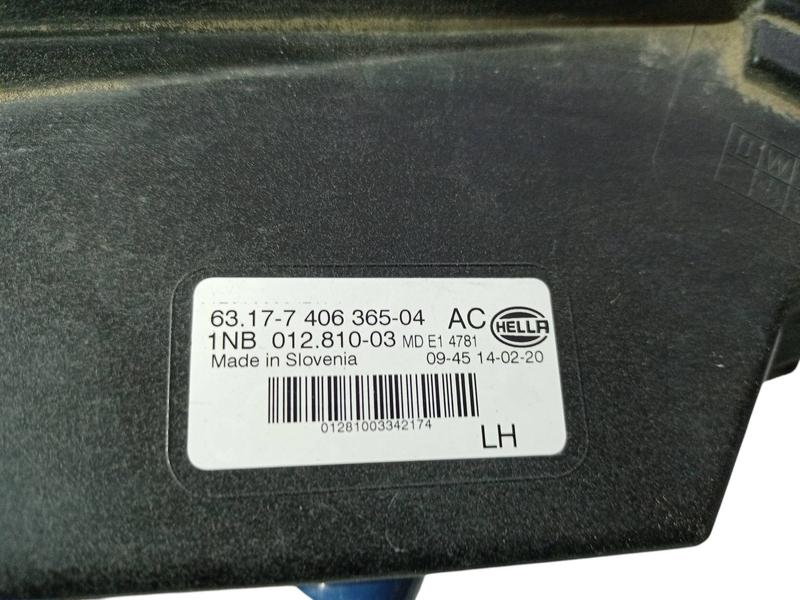 63.17-7 406 365-04 AC HELLA
1NB 012.810-03 MD E1 4781
Made in Slovenia 09-45 14-02-20
01281003342174
LH